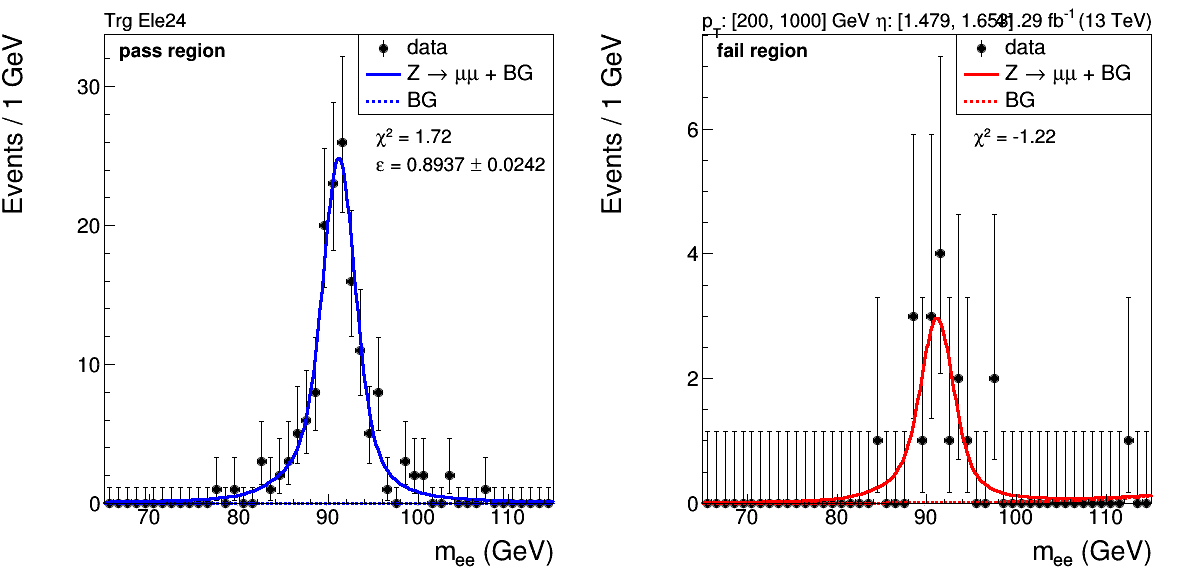 Trg Ele24
pass region
data
Z → μμ + BG
BG
χ² = 1.72
ε = 0.8937 ± 0.0242
Events / 1 GeV
30
20
10
0
70 80 90 100 110
mee (GeV)
pT: [200, 1000] GeV η: [1.479, 1.653] .29 fb-1 (13 TeV)
fail region
data
Z → μμ + BG
BG
χ² = -1.22
Events / 1 GeV
6
4
2
0
70 80 90 100 110
mee (GeV)